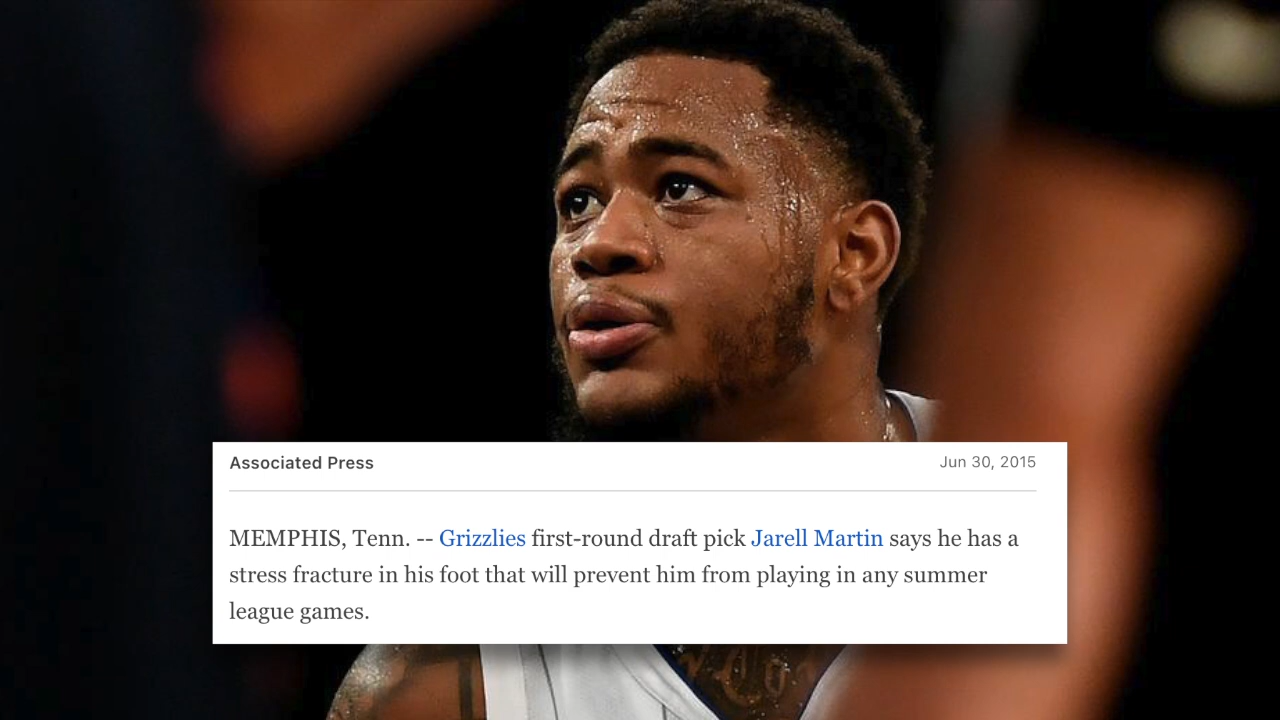 Associated Press
Jun 30, 2015
MEMPHIS, Tenn. -- Grizzlies first-round draft pick Jarell Martin says he has a
stress fracture in his foot that will prevent him from playing in any summer
league games.